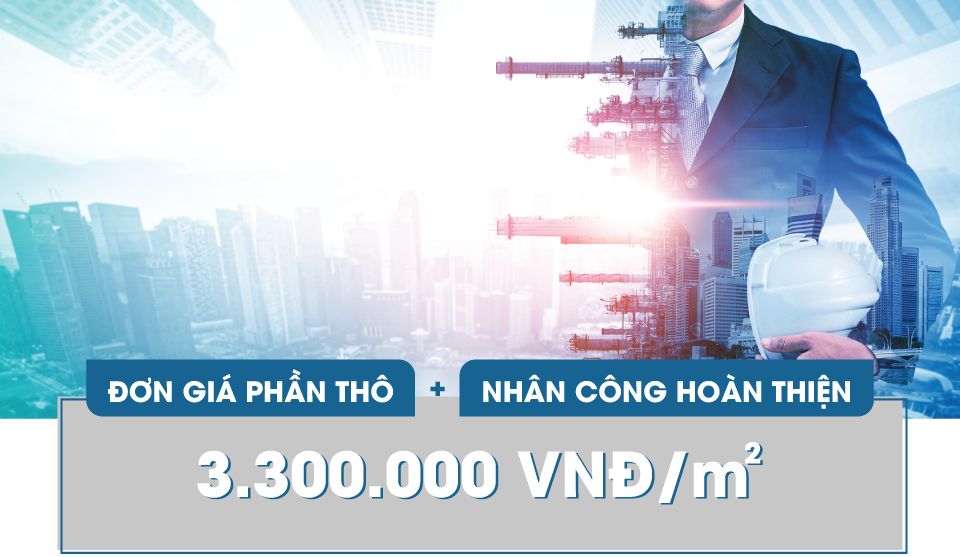 ĐƠN GIÁ PHẦN THÔ + NHÂN CÔNG HOÀN THIỆN
3.300.000 VNĐ/m²